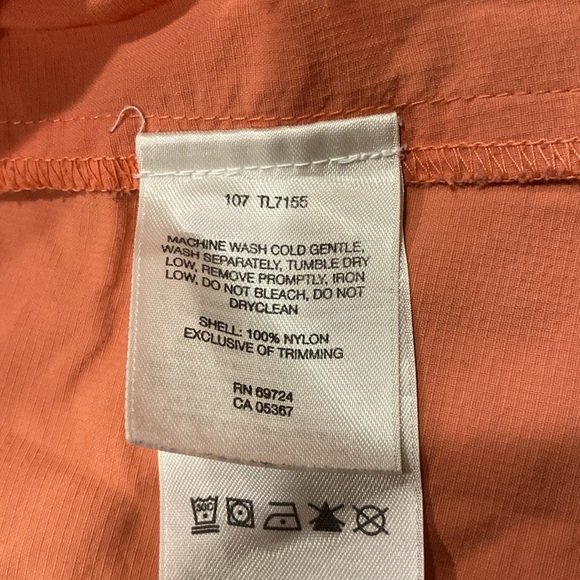 107 TL7155
MACHINE WASH COLD GENTLE,
WASH SEPARATELY, TUMBLE DRY
LOW, REMOVE PROMPTLY, IRON
LOW, DO NOT BLEACH, DO NOT
DRYCLEAN
SHELL: 100% NYLON
EXCLUSIVE OF TRIMMING
RN 69724
CA 05367
30C